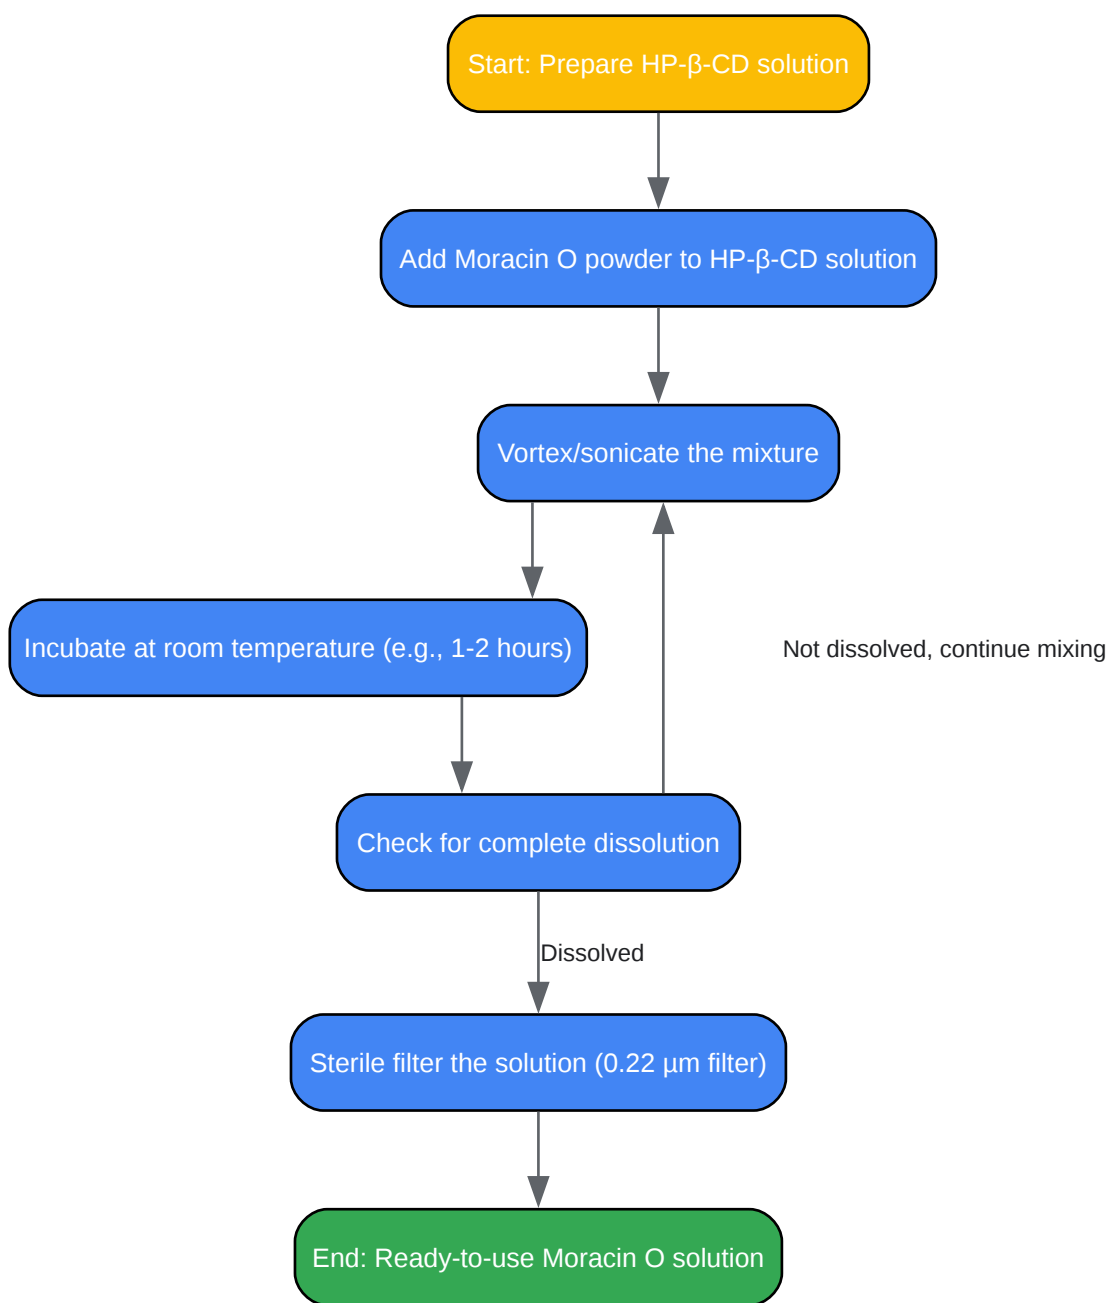 Start: Prepare HP-β-CD solution
Add Moracin O powder to HP-β-CD solution
Vortex/sonicate the mixture
Incubate at room temperature (e.g., 1-2 hours)
Not dissolved, continue mixing
Check for complete dissolution
Dissolved
Sterile filter the solution (0.22 µm filter)
End: Ready-to-use Moracin O solution